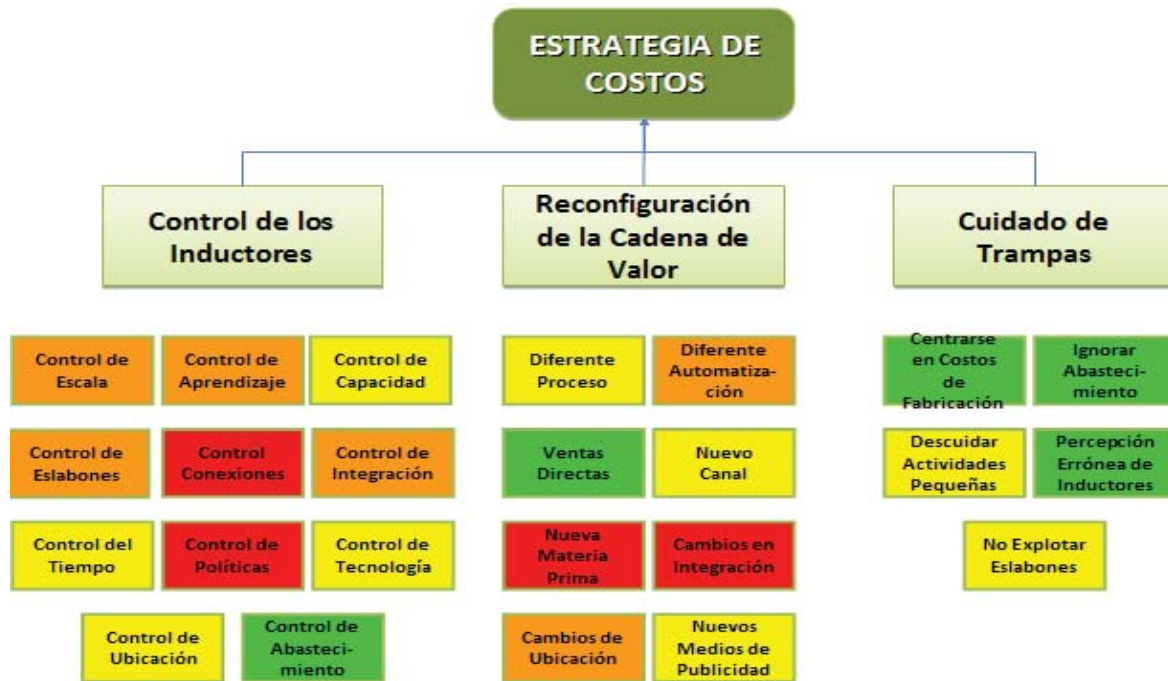 ESTRATEGIA DE
COSTOS
Control de los
Inductores
Reconfiguración
de la Cadena de
Valor
Cuidado de
Trampas
Control de
Escala
Control de
Aprendizaje
Control de
Capacidad
Control de
Eslabones
Control
Conexiones
Control de
Integración
Control del
Tiempo
Control de
Políticas
Control de
Tecnología
Control de
Ubicación
Control de
Abasteci-
miento
Diferente
Proceso
Diferente
Automatiza-
ción
Ventas
Directas
Nuevo
Canal
Nueva
Materia
Prima
Cambios en
Integración
Cambios de
Ubicación
Nuevos
Medios de
Publicidad
Centrarse
en Costos
de
Fabricación
Ignorar
Abasteci-
miento
Descuidar
Actividades
Pequeñas
Percepción
Errónea de
Inductores
No Explotar
Eslabones